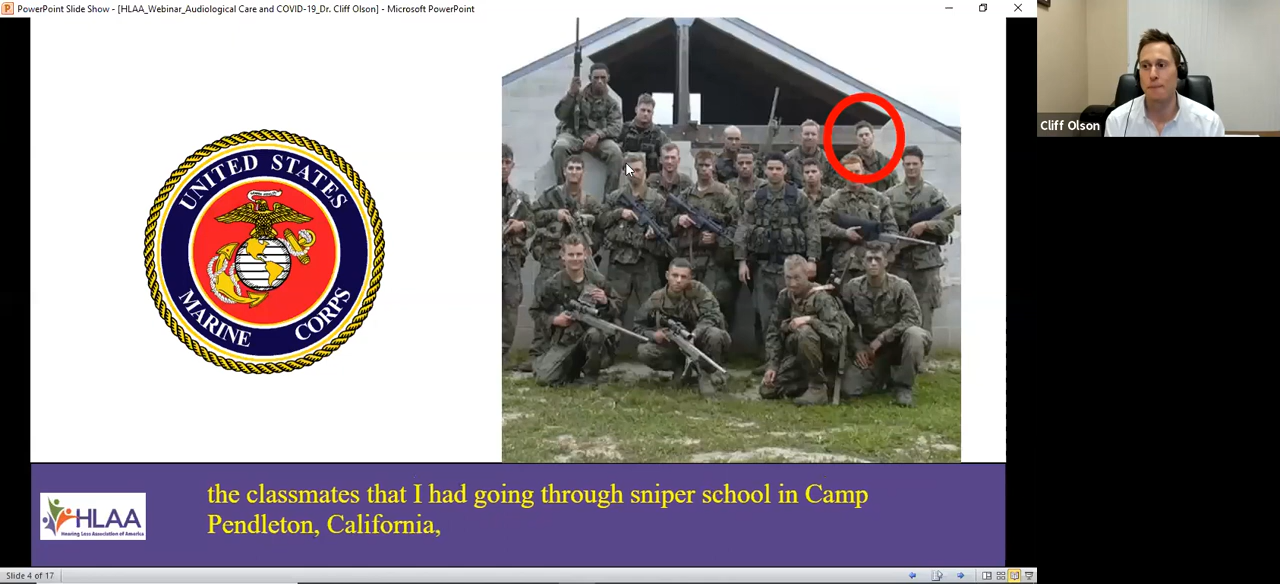 PowerPoint Slide Show - [HLAA_Webinar_Audiological Care and COVID-19_Dr. Cliff Olson] - Microsoft PowerPoint
Cliff Olson
UNITED STATES
MARINE CORPS
the classmates that I had going through sniper school in Camp
Pendleton, California,
HLAA
Hearing Loss Association of America
Slide 4 of 17